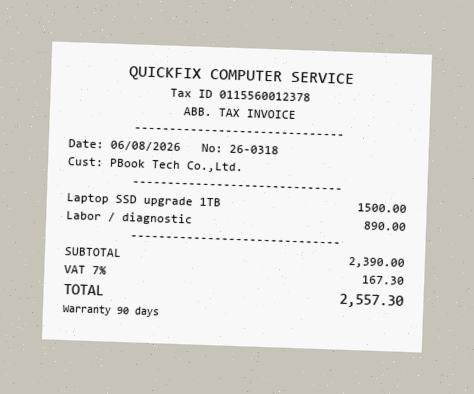 QUICKFIX COMPUTER SERVICE
Tax ID 0115560012378
ABB. TAX INVOICE
------------------------------
Date: 06/08/2026 No: 26-0318
Cust: PBook Tech Co.,Ltd.
------------------------------
Laptop SSD upgrade 1TB 1500.00
Labor / diagnostic 890.00
------------------------------
SUBTOTAL 2,390.00
VAT 7% 167.30
TOTAL 2,557.30
Warranty 90 days